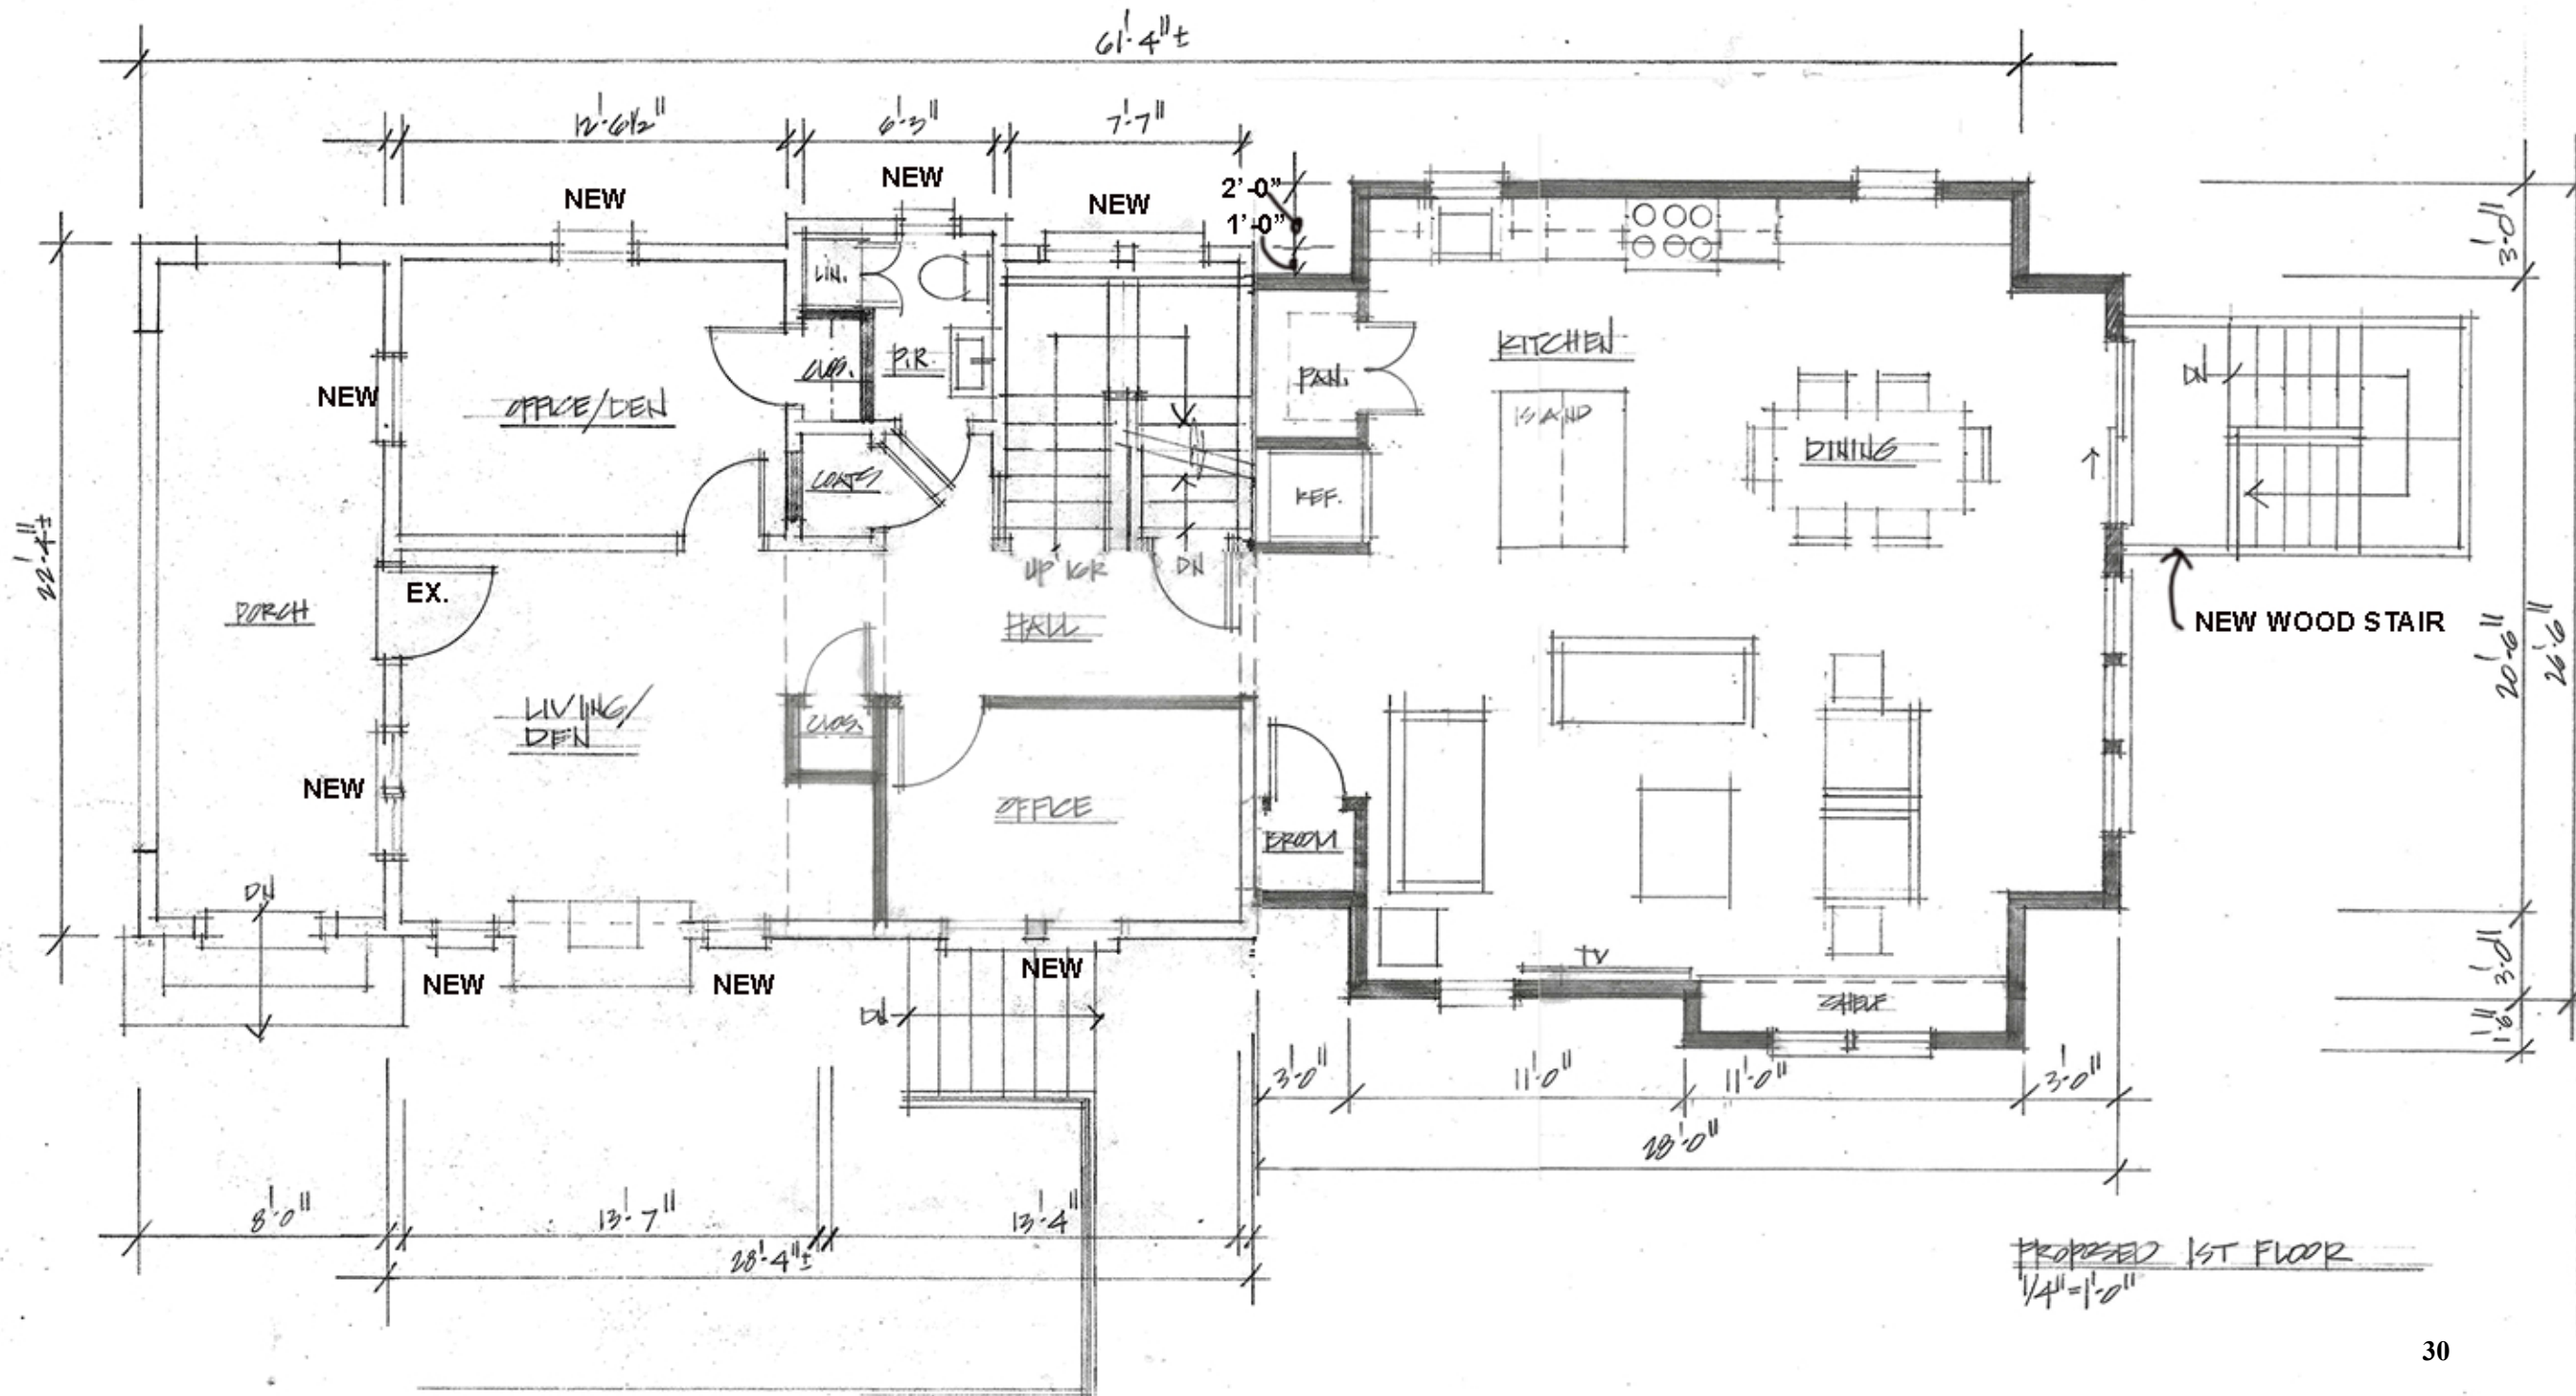 61'-4"±
12'-6 1/2"
6'-3"
7'-7"
NEW
NEW
NEW
2'-0"
1'-0"
3'-0"
LIN.
KITCHEN
PAN.
DN
CLOS.
P.R.
NEW
OFFICE/DEN
ISLAND
DINING
COATS
REF.
22'-4"±
UP 16R
DN
EX.
PORCH
HALL
NEW WOOD STAIR
20'-6"
26'-6"
LIVING/
DEN
CLOS.
NEW
OFFICE
BROOM
DN
TV
3'-0"
NEW
NEW
NEW
SHELF
DN
1'-6"
3'-0"
11'-0"
11'-0"
3'-0"
28'-0"
8'-0"
13'-7"
13'-4"
28'-4"±
PROPOSED 1ST FLOOR
1/4"=1'-0"
30